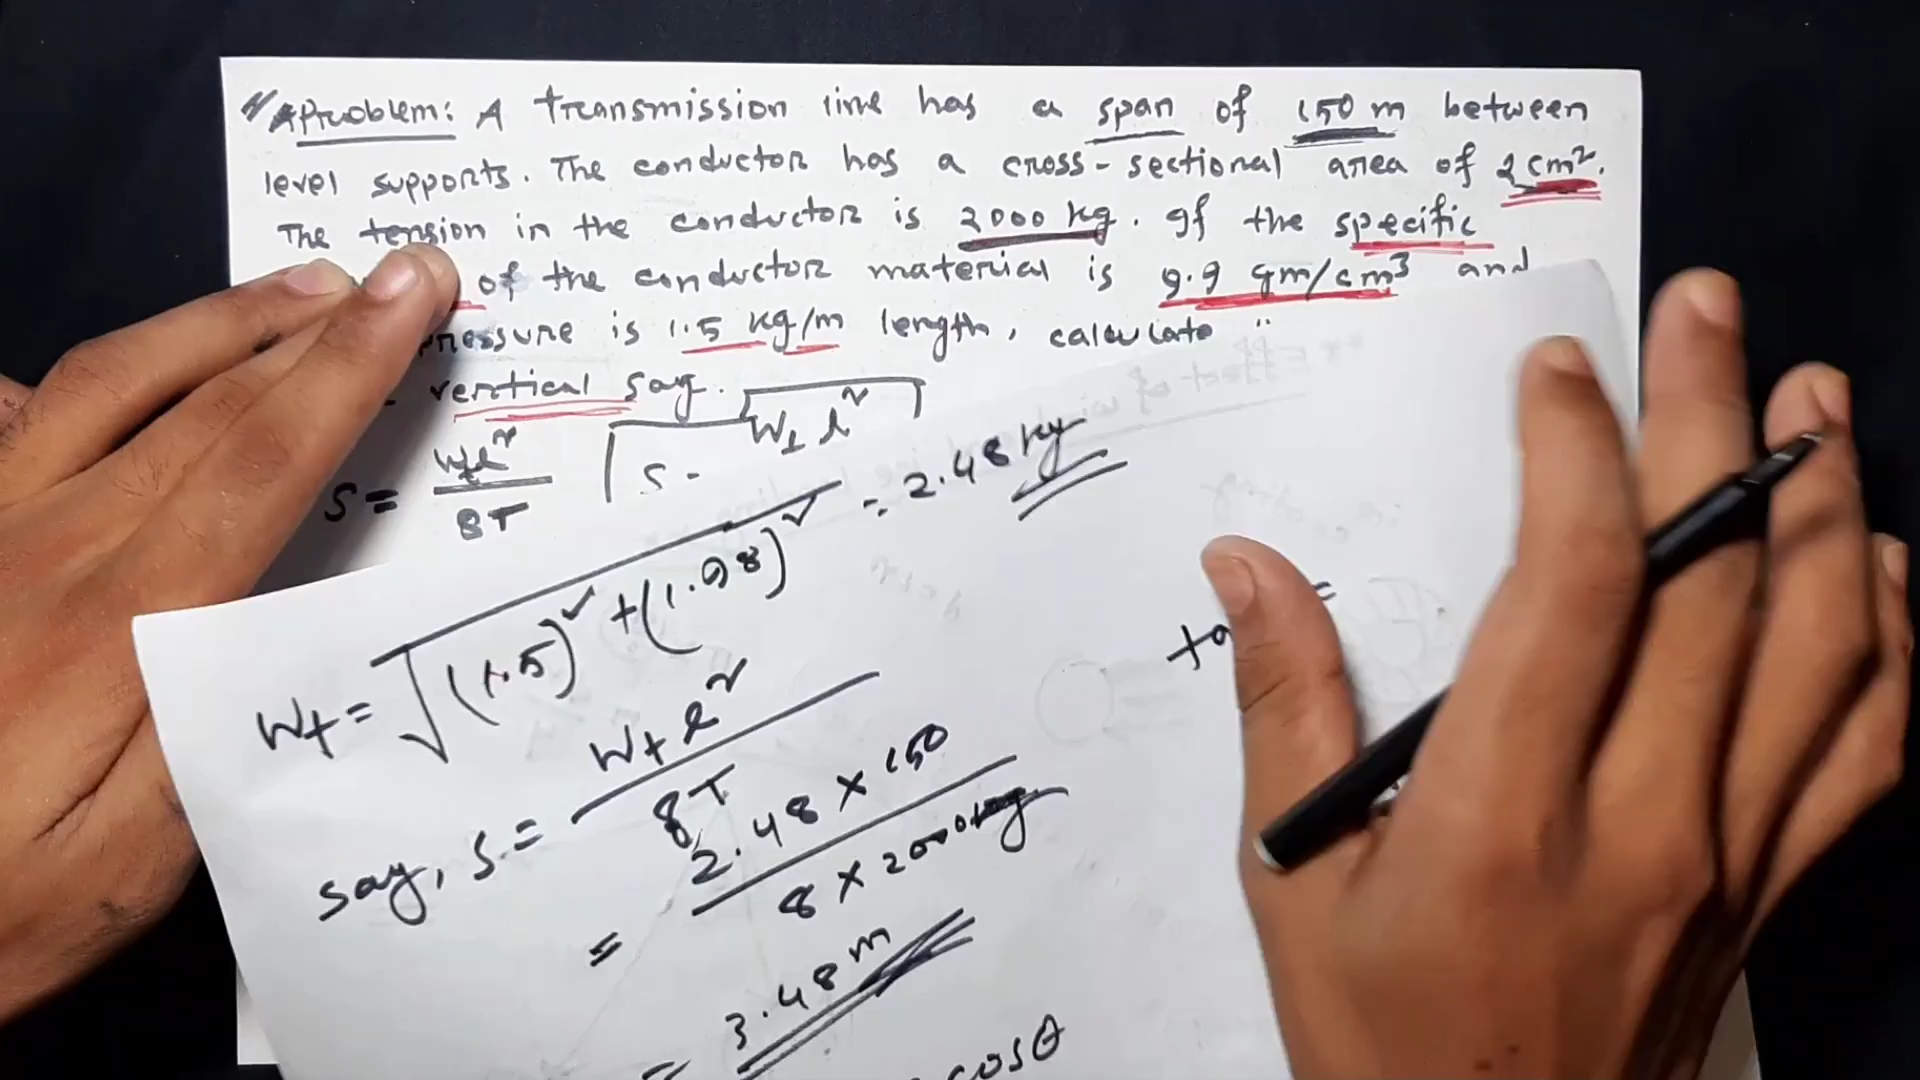 Problem: A transmission line has a span of 150 m between
level supports. The conductor has a cross-sectional area of 2 cm².
The tension in the conductor is 2000 kg. If the specific
of the conductor material is 9.9 gm/cm³ and
pressure is 1.5 kg/m length, calculate
vertical sag.
S = Wl² / 8T
S =
Wt l²
Wt = √(1.5)² + (1.98)² = 2.48 kg
sag, S = Wt l² / 8T
= 2.48 × 150 / 8 × 2000 kg
= 3.48 m
cosθ